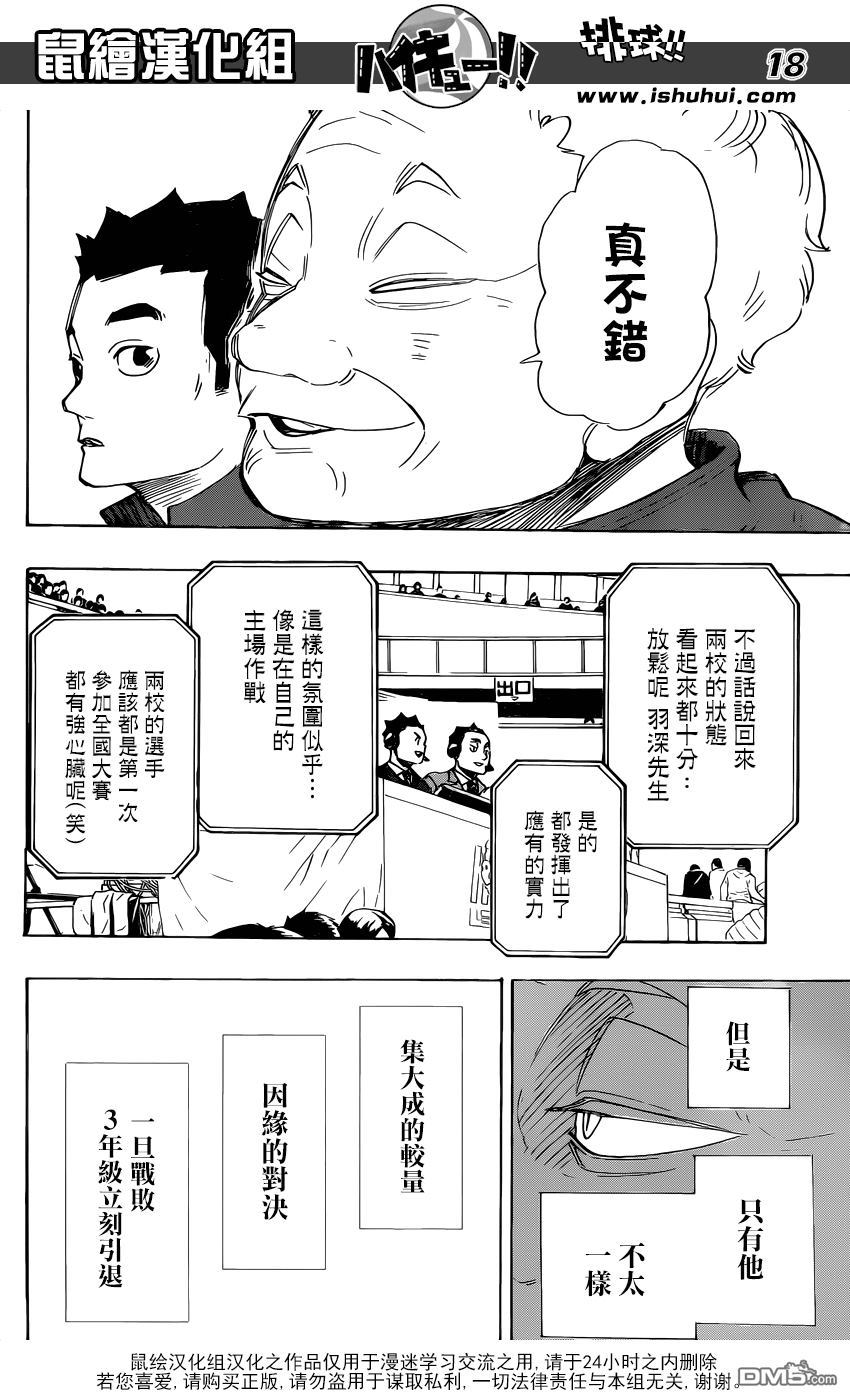 鼠繪漢化組
ハイキュー!!
排球!!
18
www.ishuhui.com
真不錯
不過話說回來
兩校的狀態
看起來都十分…
放鬆呢 羽深先生
出口
是的
都發揮出了
應有的實力
這樣的氛圍似乎…
像是在自己的
主場作戰
兩校的選手
應該都是第一次
參加全國大賽
都有強心臟呢(笑)
但是
只有他
不太
一樣
集大成的較量
因緣的對決
一旦戰敗
3年級立刻引退
鼠绘汉化组汉化之作品仅用于漫迷学习交流之用, 请于24小时之内删除
若您喜爱, 请购买正版, 请勿盗用于谋取私利, 一切法律责任与本组无关, 谢谢。
DM5.com